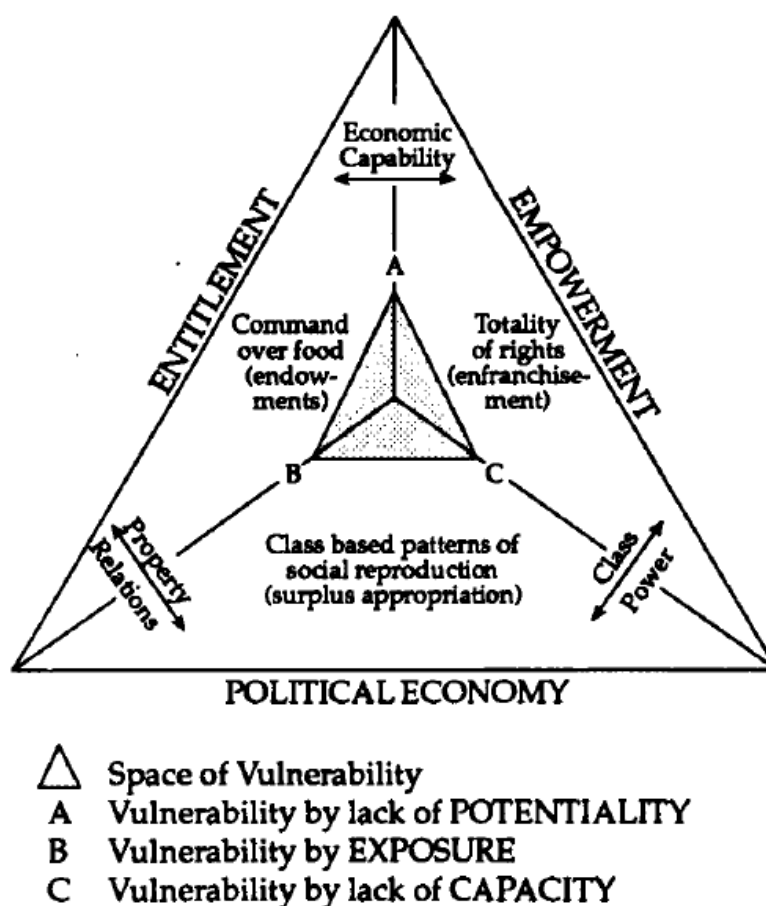 Economic
Capability
ENTITLEMENT
EMPOWERMENT
A
Command
over food
(endow-
ments)
Totality
of rights
(enfranchise-
ment)
B
C
Property
Relations
Class based patterns of
social reproduction
(surplus appropriation)
Class
Power
POLITICAL ECONOMY
Space of Vulnerability
A Vulnerability by lack of POTENTIALITY
B Vulnerability by EXPOSURE
C Vulnerability by lack of CAPACITY